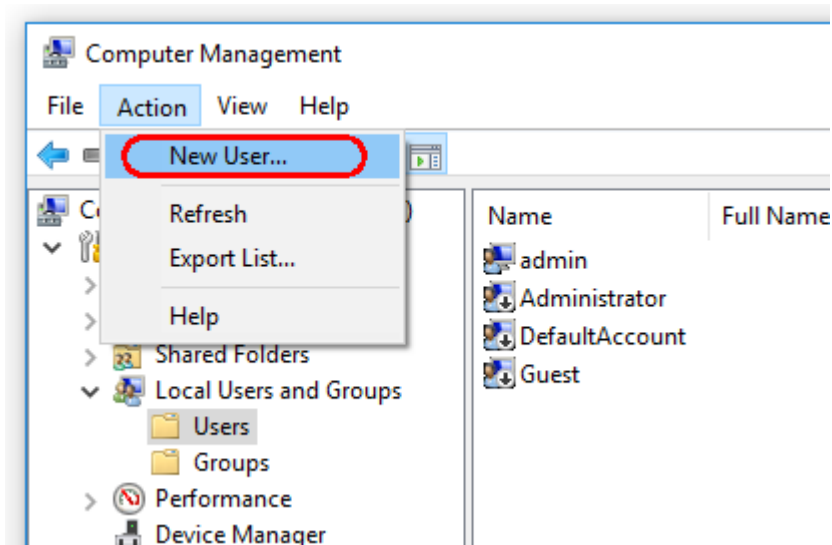 Computer Management
File Action View Help
New User...
Refresh
Export List...
Help
Shared Folders
Local Users and Groups
Users
Groups
Performance
Device Manager
Name Full Name
admin
Administrator
DefaultAccount
Guest